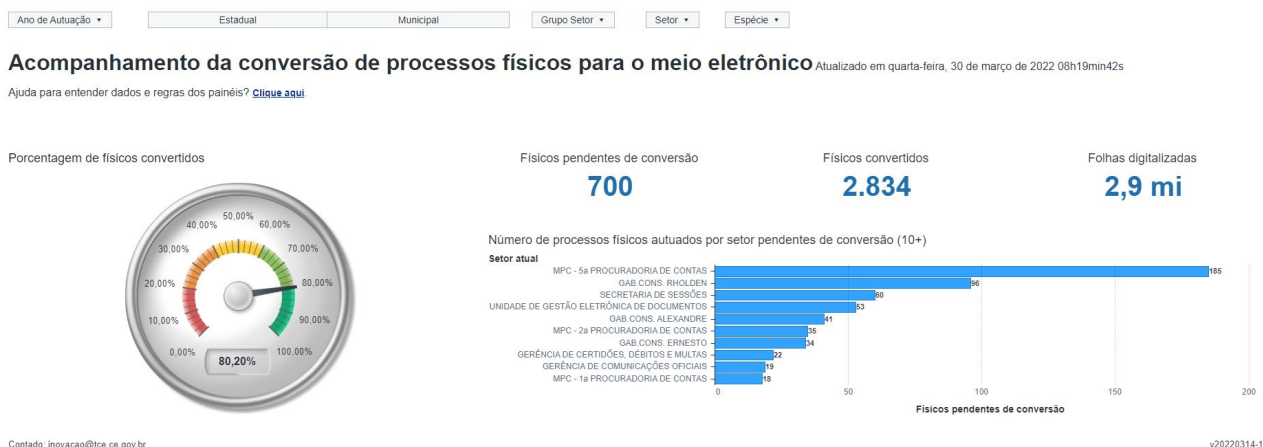 Ano de Autuação
Estadual
Municipal
Grupo Setor
Setor
Espécie
Acompanhamento da conversão de processos físicos para o meio eletrônico Atualizado em quarta-feira, 30 de março de 2022 08h19min42s
Ajuda para entender dados e regras dos painéis? Clique aqui.
Porcentagem de físicos convertidos
0,00%
10,00%
20,00%
30,00%
40,00%
50,00%
60,00%
70,00%
80,00%
90,00%
100,00%
80,20%
Físicos pendentes de conversão
700
Físicos convertidos
2.834
Folhas digitalizadas
2,9 mi
Número de processos físicos autuados por setor pendentes de conversão (10+)
Setor atual
MPC - 5a PROCURADORIA DE CONTAS 185
GAB.CONS. RHOLDEN 96
SECRETARIA DE SESSÕES 60
UNIDADE DE GESTÃO ELETRÔNICA DE DOCUMENTOS 53
GAB.CONS. ALEXANDRE 41
MPC - 2a PROCURADORIA DE CONTAS 35
GAB.CONS. ERNESTO 34
GERÊNCIA DE CERTIDÕES, DÉBITOS E MULTAS 22
GERÊNCIA DE COMUNICAÇÕES OFICIAIS 19
MPC - 1a PROCURADORIA DE CONTAS 18
0 50 100 150 200
Físicos pendentes de conversão
Contado: inovacao@tce.ce.gov.br
v20220314-1